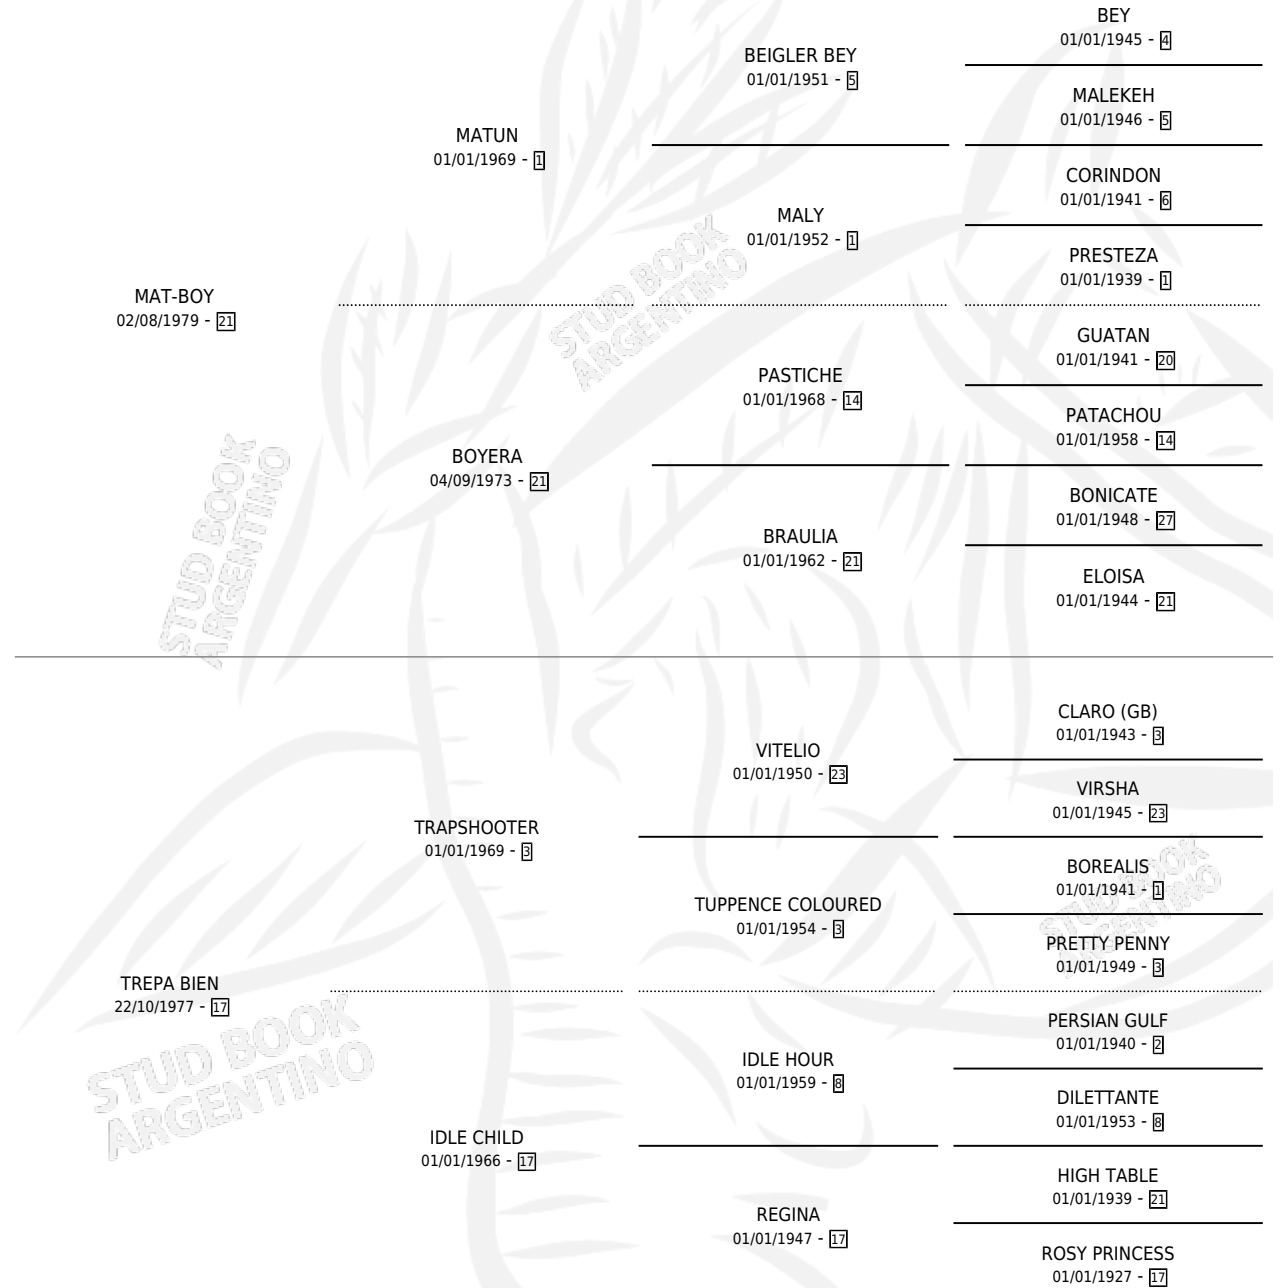 BEY
01/01/1945 - 4
BEIGLER BEY
01/01/1951 - 5
MALEKEH
01/01/1946 - 5
MATUN
01/01/1969 - 1
CORINDON
01/01/1941 - 6
MALY
01/01/1952 - 1
PRESTEZA
01/01/1939 - 1
MAT-BOY
02/08/1979 - 21
GUATAN
01/01/1941 - 20
PASTICHE
01/01/1968 - 14
PATACHOU
01/01/1958 - 14
BOYERA
04/09/1973 - 21
BONICATE
01/01/1948 - 27
BRAULIA
01/01/1962 - 21
ELOISA
01/01/1944 - 21
CLARO (GB)
01/01/1943 - 3
VITELIO
01/01/1950 - 23
VIRSHA
01/01/1945 - 23
TRAPSHOOTER
01/01/1969 - 3
BOREALIS
01/01/1941 - 1
TUPPENCE COLOURED
01/01/1954 - 3
PRETTY PENNY
01/01/1949 - 3
TREPA BIEN
22/10/1977 - 17
PERSIAN GULF
01/01/1940 - 2
IDLE HOUR
01/01/1959 - 8
DILETTANTE
01/01/1953 - 8
IDLE CHILD
01/01/1966 - 17
HIGH TABLE
01/01/1939 - 21
REGINA
01/01/1947 - 17
ROSY PRINCESS
01/01/1927 - 17
STUD BOOK
ARGENTINO
STUD BOOK
ARGENTINO
STUD BOOK
ARGENTINO
STUD BOOK
ARGENTINO